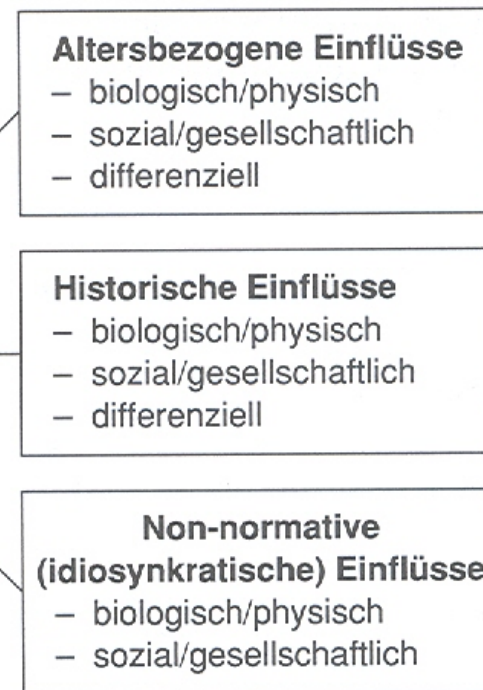 Altersbezogene Einflüsse
– biologisch/physisch
– sozial/gesellschaftlich
– differenziell
Historische Einflüsse
– biologisch/physisch
– sozial/gesellschaftlich
– differenziell
Non-normative
(idiosynkratische) Einflüsse
– biologisch/physisch
– sozial/gesellschaftlich